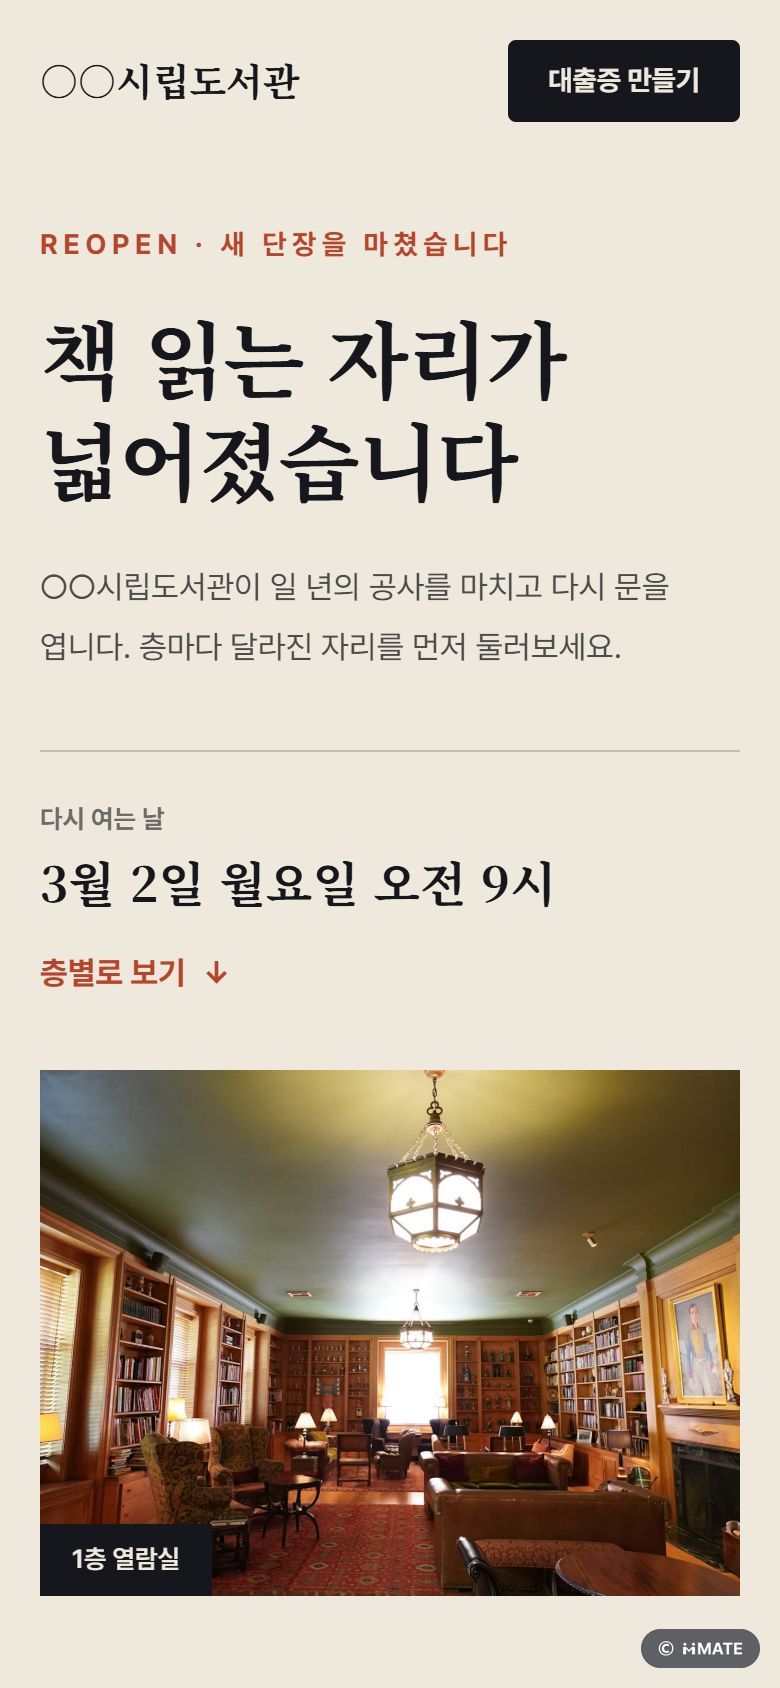 ○○시립도서관
대출증 만들기
REOPEN · 새 단장을 마쳤습니다
책 읽는 자리가
넓어졌습니다
○○시립도서관이 일 년의 공사를 마치고 다시 문을
엽니다. 층마다 달라진 자리를 먼저 둘러보세요.
다시 여는 날
3월 2일 월요일 오전 9시
층별로 보기 ↓
1층 열람실
© MMATE